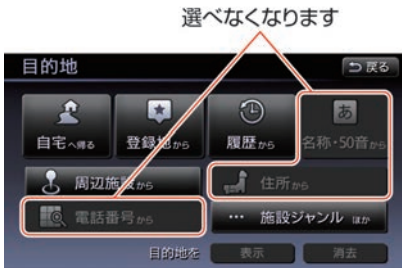 選べなくなります
目的地
戻る
自宅へ帰る
登録地から
履歴から
あ
名称・50音から
周辺施設から
住所から
電話番号から
… 施設ジャンル ほか
目的地を 表示 消去